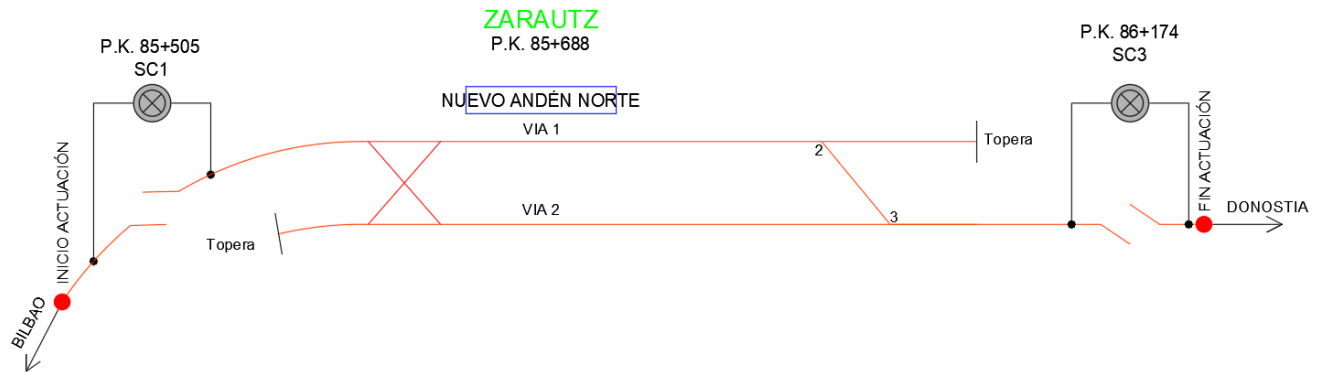 ZARAUTZ
P.K. 85+688
P.K. 85+505
SC1
P.K. 86+174
SC3
NUEVO ANDÉN NORTE
VIA 1
Topera
2
INICIO ACTUACIÓN
FIN ACTUACIÓN
VIA 2
3
DONOSTIA
Topera
BILBAO